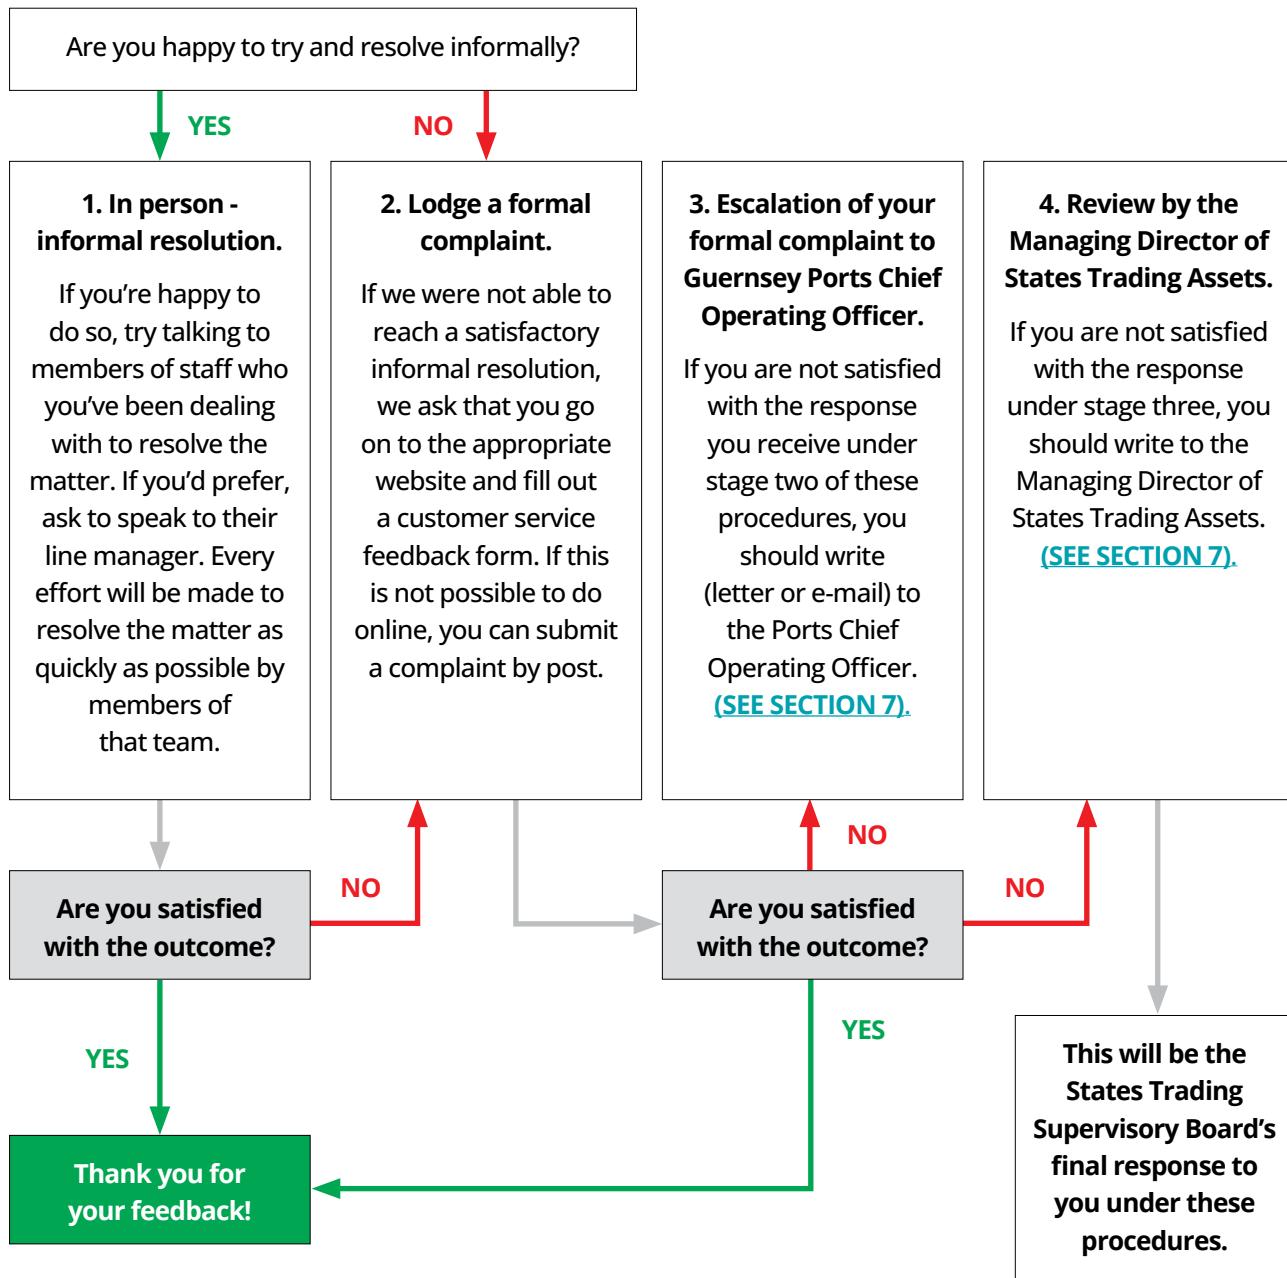 Are you happy to try and resolve informally?
YES
NO
1. In person -
informal resolution.
If you’re happy to
do so, try talking to
members of staff who
you’ve been dealing
with to resolve the
matter. If you’d prefer,
ask to speak to their
line manager. Every
effort will be made to
resolve the matter as
quickly as possible by
members of
that team.
2. Lodge a formal
complaint.
If we were not able to
reach a satisfactory
informal resolution,
we ask that you go
on to the appropriate
website and fill out
a customer service
feedback form. If this
is not possible to do
online, you can submit
a complaint by post.
3. Escalation of your
formal complaint to
Guernsey Ports Chief
Operating Officer.
If you are not satisfied
with the response
you receive under
stage two of these
procedures, you
should write
(letter or e-mail) to
the Ports Chief
Operating Officer.
(SEE SECTION 7).
4. Review by the
Managing Director of
States Trading Assets.
If you are not satisfied
with the response
under stage three, you
should write to the
Managing Director of
States Trading Assets.
(SEE SECTION 7).
Are you satisfied
with the outcome?
NO
YES
Are you satisfied
with the outcome?
NO
NO
YES
Thank you for
your feedback!
This will be the
States Trading
Supervisory Board’s
final response to
you under these
procedures.